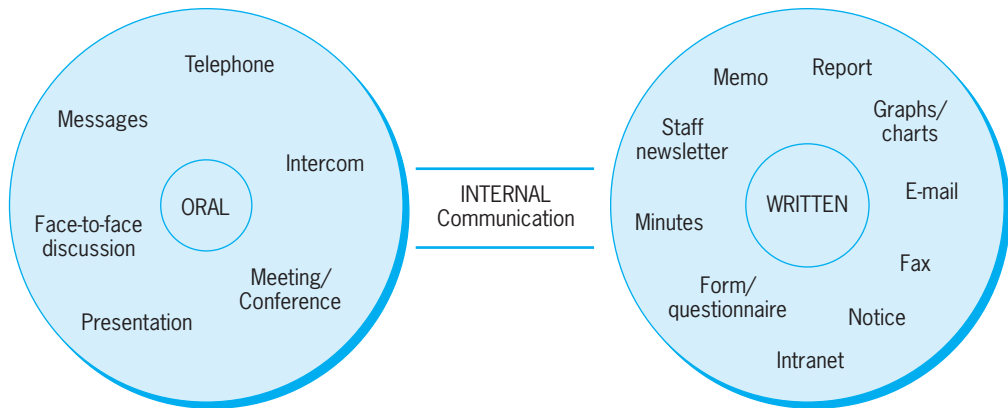 Telephone
Messages
Intercom
ORAL
Face-to-face
discussion
Meeting/
Conference
Presentation
INTERNAL
Communication
Memo
Report
Graphs/
charts
Staff
newsletter
E-mail
WRITTEN
Minutes
Fax
Form/
questionnaire
Notice
Intranet